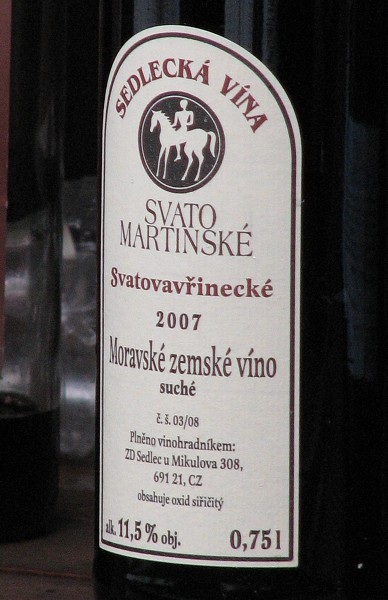 SEDLECKÁ VÍNA
SVATO
MARTINSKÉ
Svatovavřinecké
2007
Moravské zemské víno
suché
č. š. 03/08
Plněno vinohradníkem:
ZD Sedlec u Mikulova 308,
691 21, CZ
obsahuje oxid siřičitý
alk. 11,5 % obj. 0,75 l